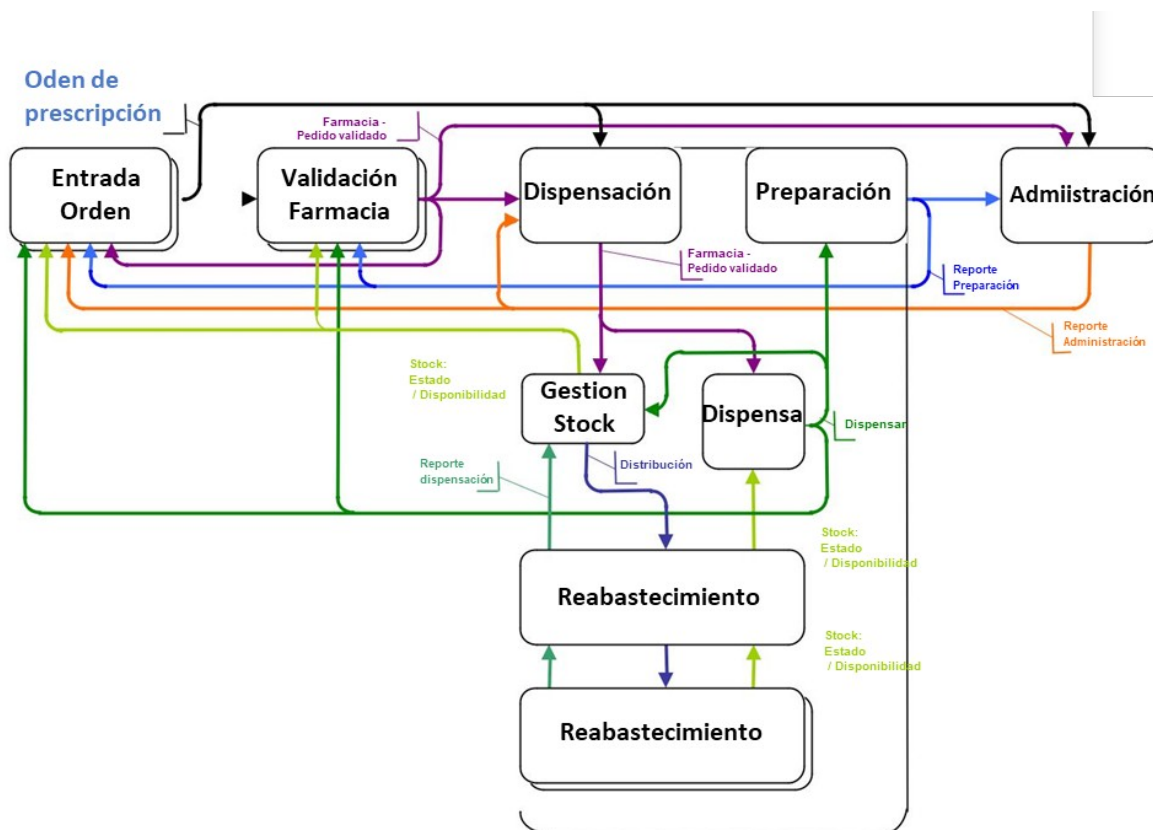 Oden de
prescripción
Farmacia -
Pedido validado
Entrada
Orden
Validación
Farmacia
Dispensación
Preparación
Admiistración
Farmacia -
Pedido validado
Reporte
Preparación
Reporte
Administración
Stock:
Estado
/ Disponibilidad
Gestion
Stock
Dispensa
Dispensar
Reporte
dispensación
Distribución
Stock:
Estado
/ Disponibilidad
Reabastecimiento
Stock:
Estado
/ Disponibilidad
Reabastecimiento